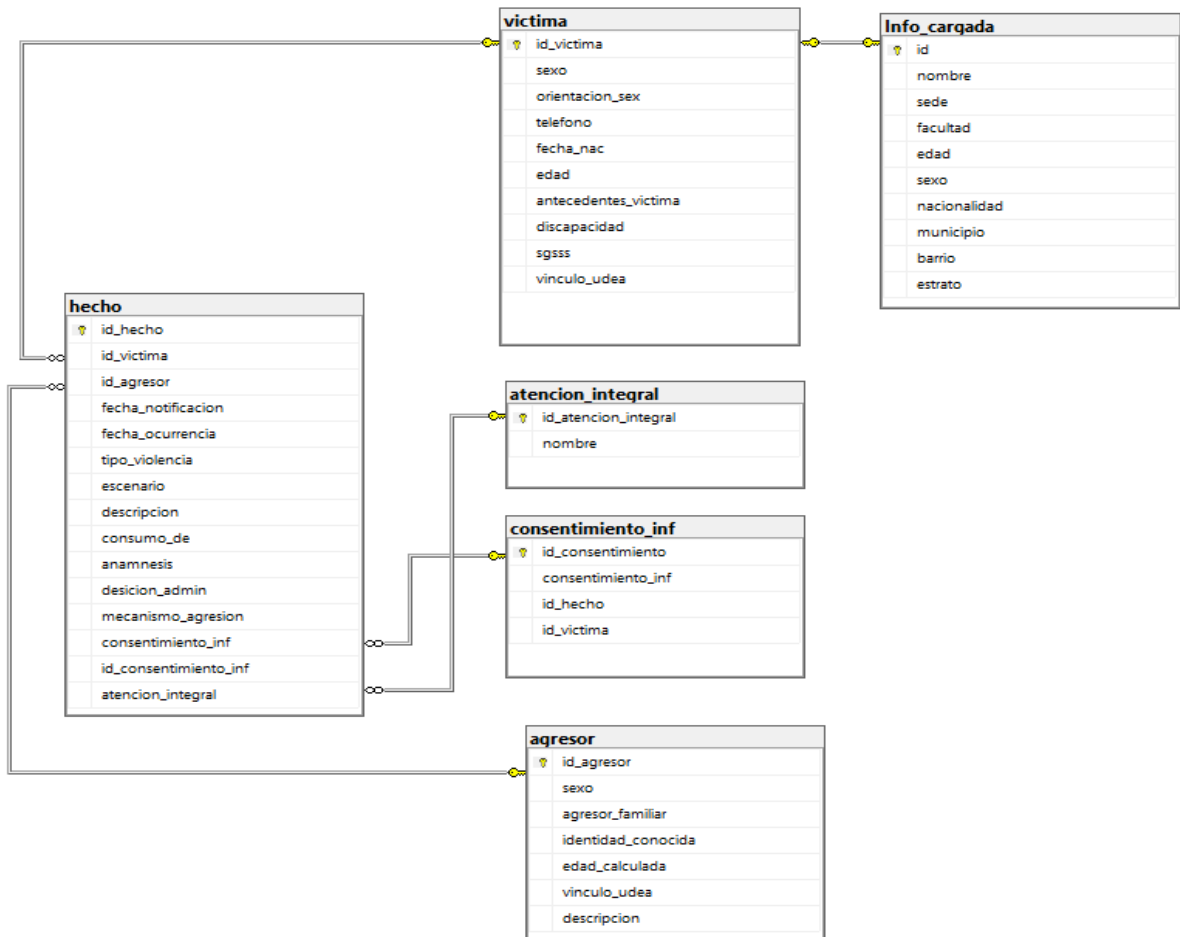 victima
id_victima
sexo
orientacion_sex
telefono
fecha_nac
edad
antecedentes_victima
discapacidad
sgsss
vinculo_udea
Info_cargada
id
nombre
sede
facultad
edad
sexo
nacionalidad
municipio
barrio
estrato
hecho
id_hecho
id_victima
id_agresor
fecha_notificacion
fecha_ocurrencia
tipo_violencia
escenario
descripcion
consumo_de
anamnesis
desicion_admin
mecanismo_agresion
consentimiento_inf
id_consentimiento_inf
atencion_integral
atencion_integral
id_atencion_integral
nombre
consentimiento_inf
id_consentimiento
consentimiento_inf
id_hecho
id_victima
agresor
id_agresor
sexo
agresor_familiar
identidad_conocida
edad_calculada
vinculo_udea
descripcion